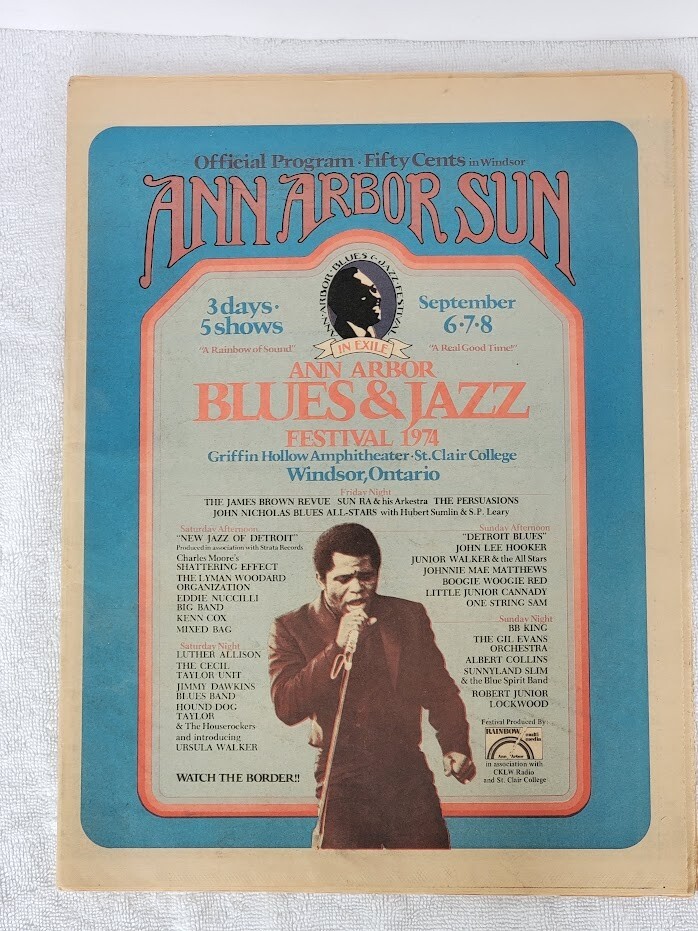 Official Program · Fifty Cents in Windsor
ANN ARBOR SUN
ANN·ARBOR·BLUES & JAZZ·FESTIVAL
IN EXILE
3 days ·
5 shows
"A Rainbow of Sound"
September
6·7·8
"A Real Good Time!"
ANN ARBOR
BLUES & JAZZ
FESTIVAL 1974
Griffin Hollow Amphitheater · St. Clair College
Windsor, Ontario
Friday Night
THE JAMES BROWN REVUE SUN RA & his Arkestra THE PERSUASIONS
JOHN NICHOLAS BLUES ALL-STARS with Hubert Sumlin & S.P. Leary
Saturday Afternoon
"NEW JAZZ OF DETROIT"
Produced in association with Strata Records
Charles Moore's
SHATTERING EFFECT
THE LYMAN WOODARD
ORGANIZATION
EDDIE NUCCILLI
BIG BAND
KENN COX
MIXED BAG
Saturday Night
LUTHER ALLISON
THE CECIL
TAYLOR UNIT
JIMMY DAWKINS
BLUES BAND
HOUND DOG
TAYLOR
& The Houserockers
and introducing
URSULA WALKER
WATCH THE BORDER!!
Sunday Afternoon
"DETROIT BLUES"
JOHN LEE HOOKER
JUNIOR WALKER & the All Stars
JOHNNIE MAE MATTHEWS
BOOGIE WOOGIE RED
LITTLE JUNIOR CANNADY
ONE STRING SAM
Sunday Night
BB KING
THE GIL EVANS
ORCHESTRA
ALBERT COLLINS
SUNNYLAND SLIM
& the Blue Spirit Band
ROBERT JUNIOR
LOCKWOOD
Festival Produced By:
RAINBOW
multi
media
Ann Arbor
in association with
CKLW Radio
and St. Clair College